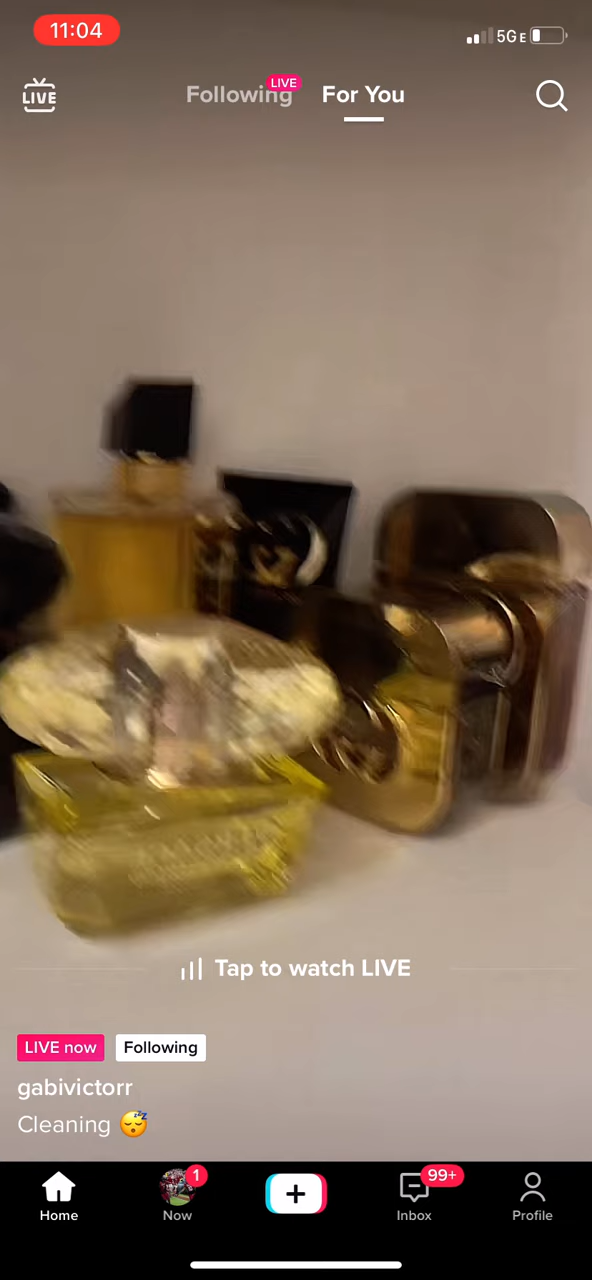 11:04
5GE
LIVE
Following
LIVE
For You
Tap to watch LIVE
LIVE now
Following
gabivictorr
Cleaning 😴
1
99+
Home
Now
Inbox
Profile